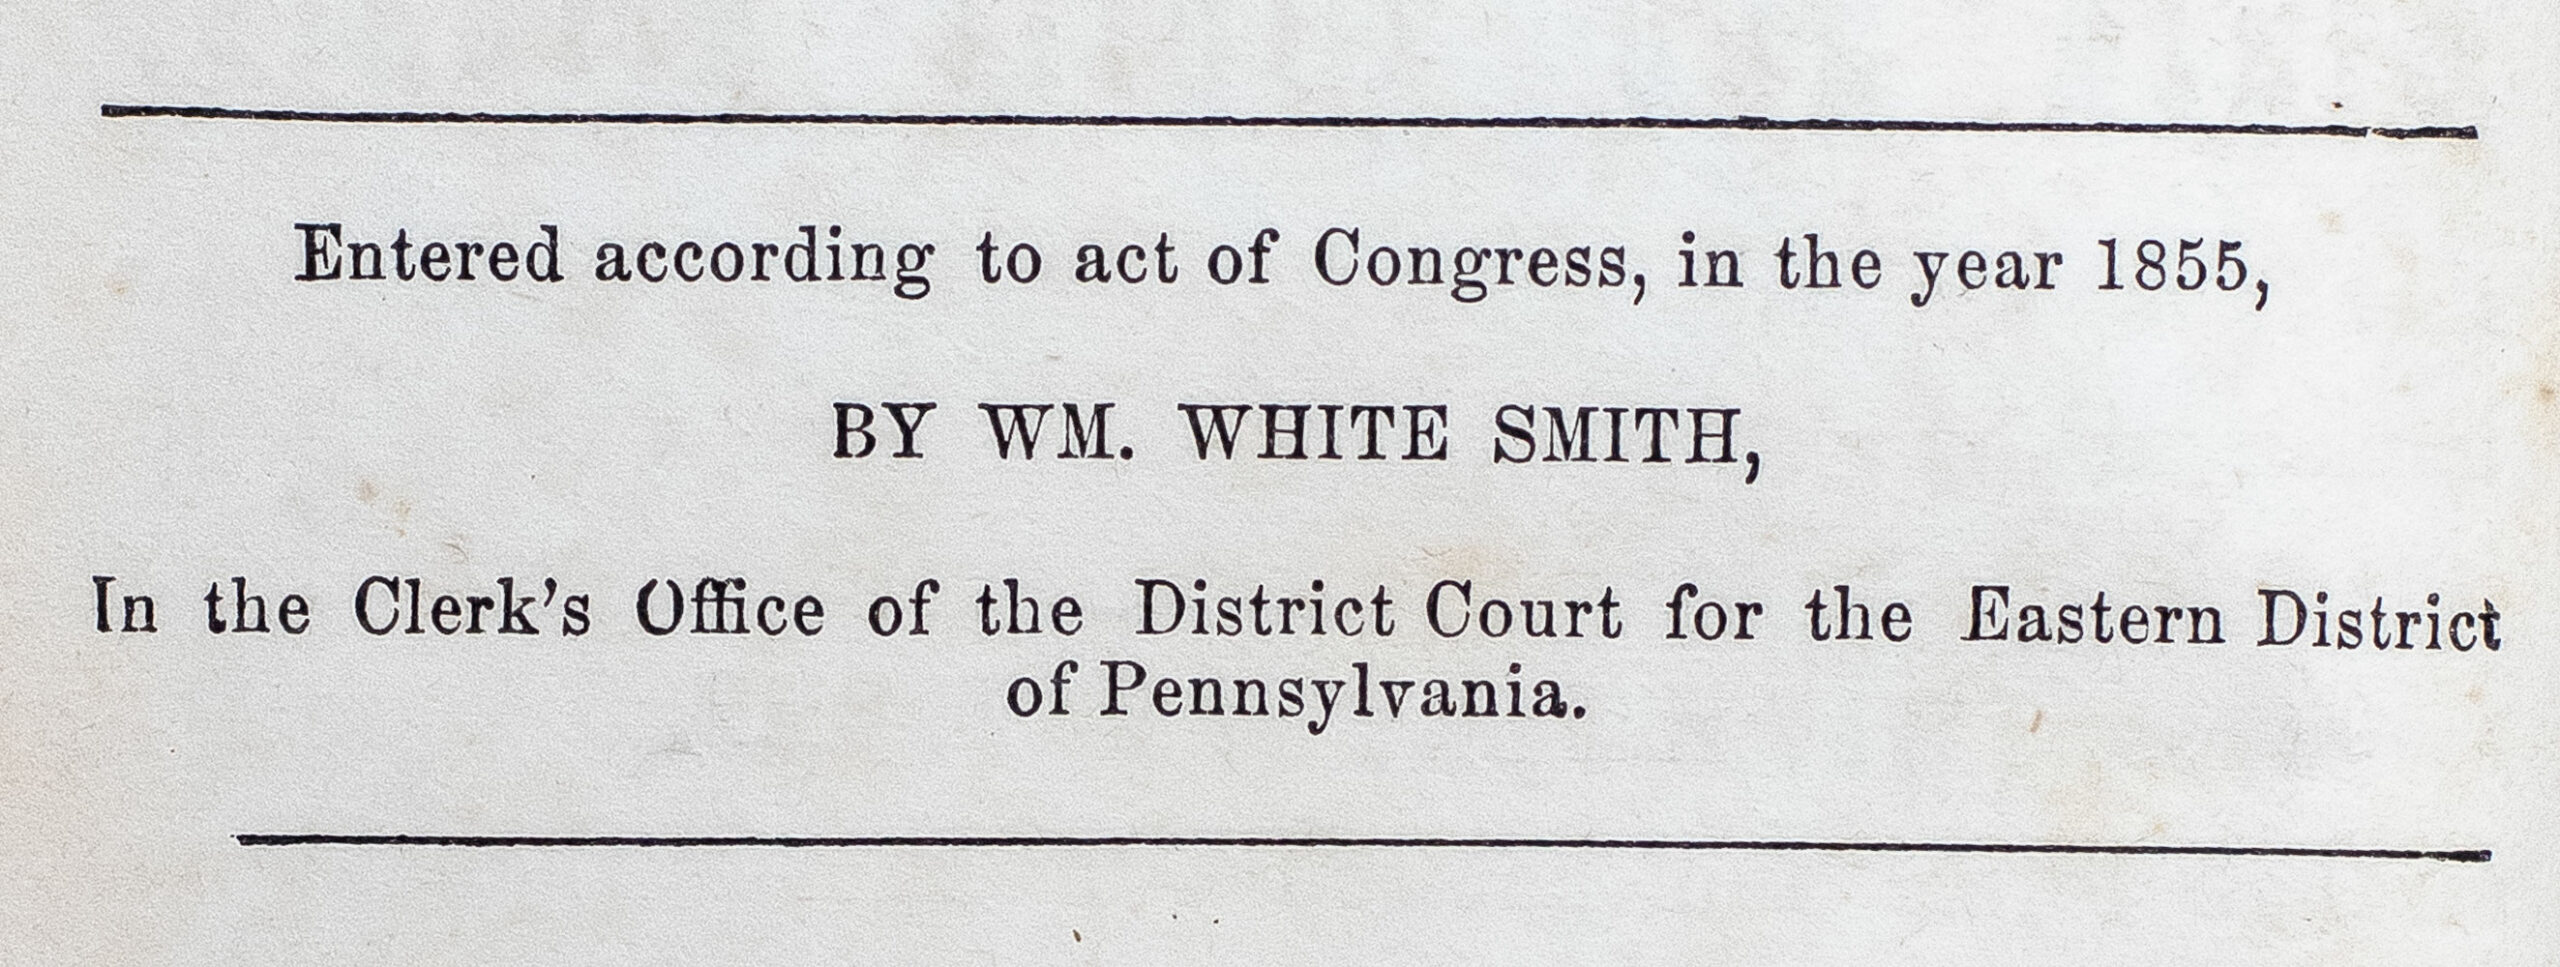 Entered according to act of Congress, in the year 1855,
BY WM. WHITE SMITH,
In the Clerk's Office of the District Court for the Eastern District
of Pennsylvania.